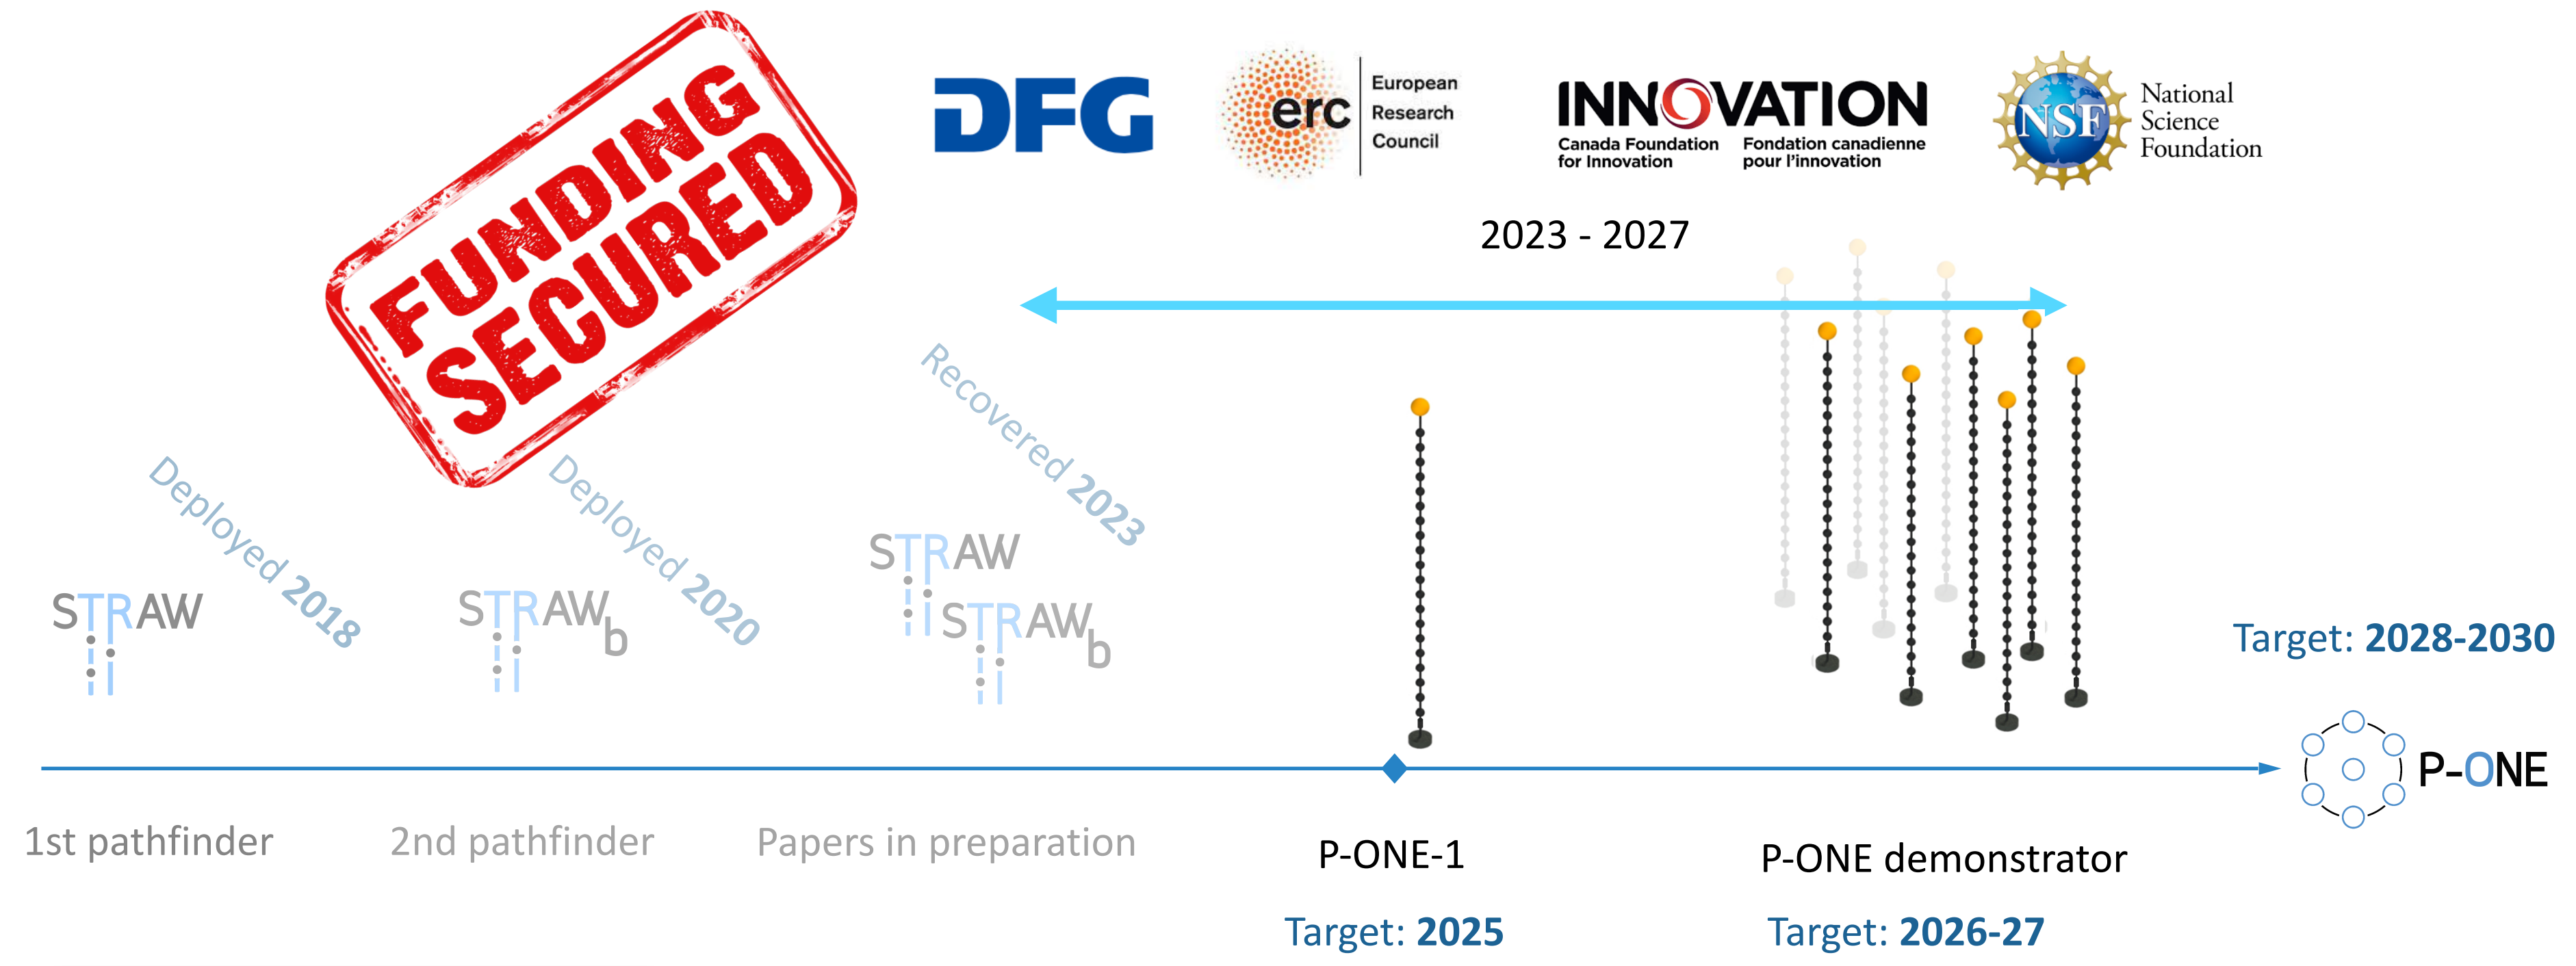 FUNDING
SECURED
DFG
erc
European
Research
Council
INNOVATION
Canada Foundation
for Innovation
Fondation canadienne
pour l'innovation
NSF
National
Science
Foundation
2023 - 2027
Deployed 2018
Deployed 2020
Recovered 2023
STRAW
STRAWb
STRAW
STRAWb
Target: 2028-2030
P-ONE
1st pathfinder
2nd pathfinder
Papers in preparation
P-ONE-1
Target: 2025
P-ONE demonstrator
Target: 2026-27